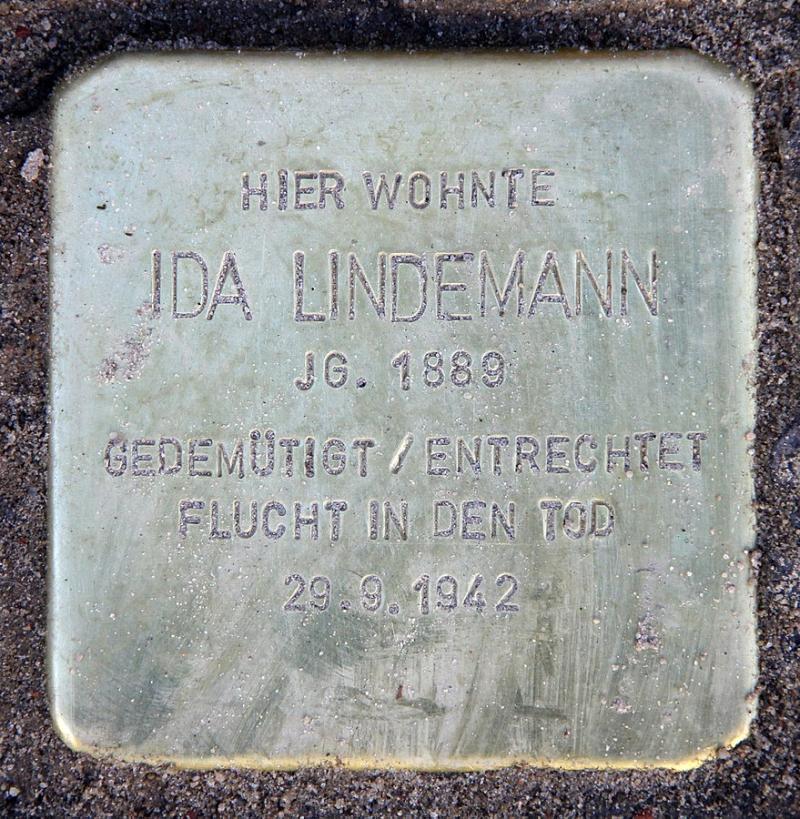 HIER WOHNTE
IDA LINDEMANN
JG. 1889
GEDEMÜTIGT / ENTRECHTET
FLUCHT IN DEN TOD
29.9.1942